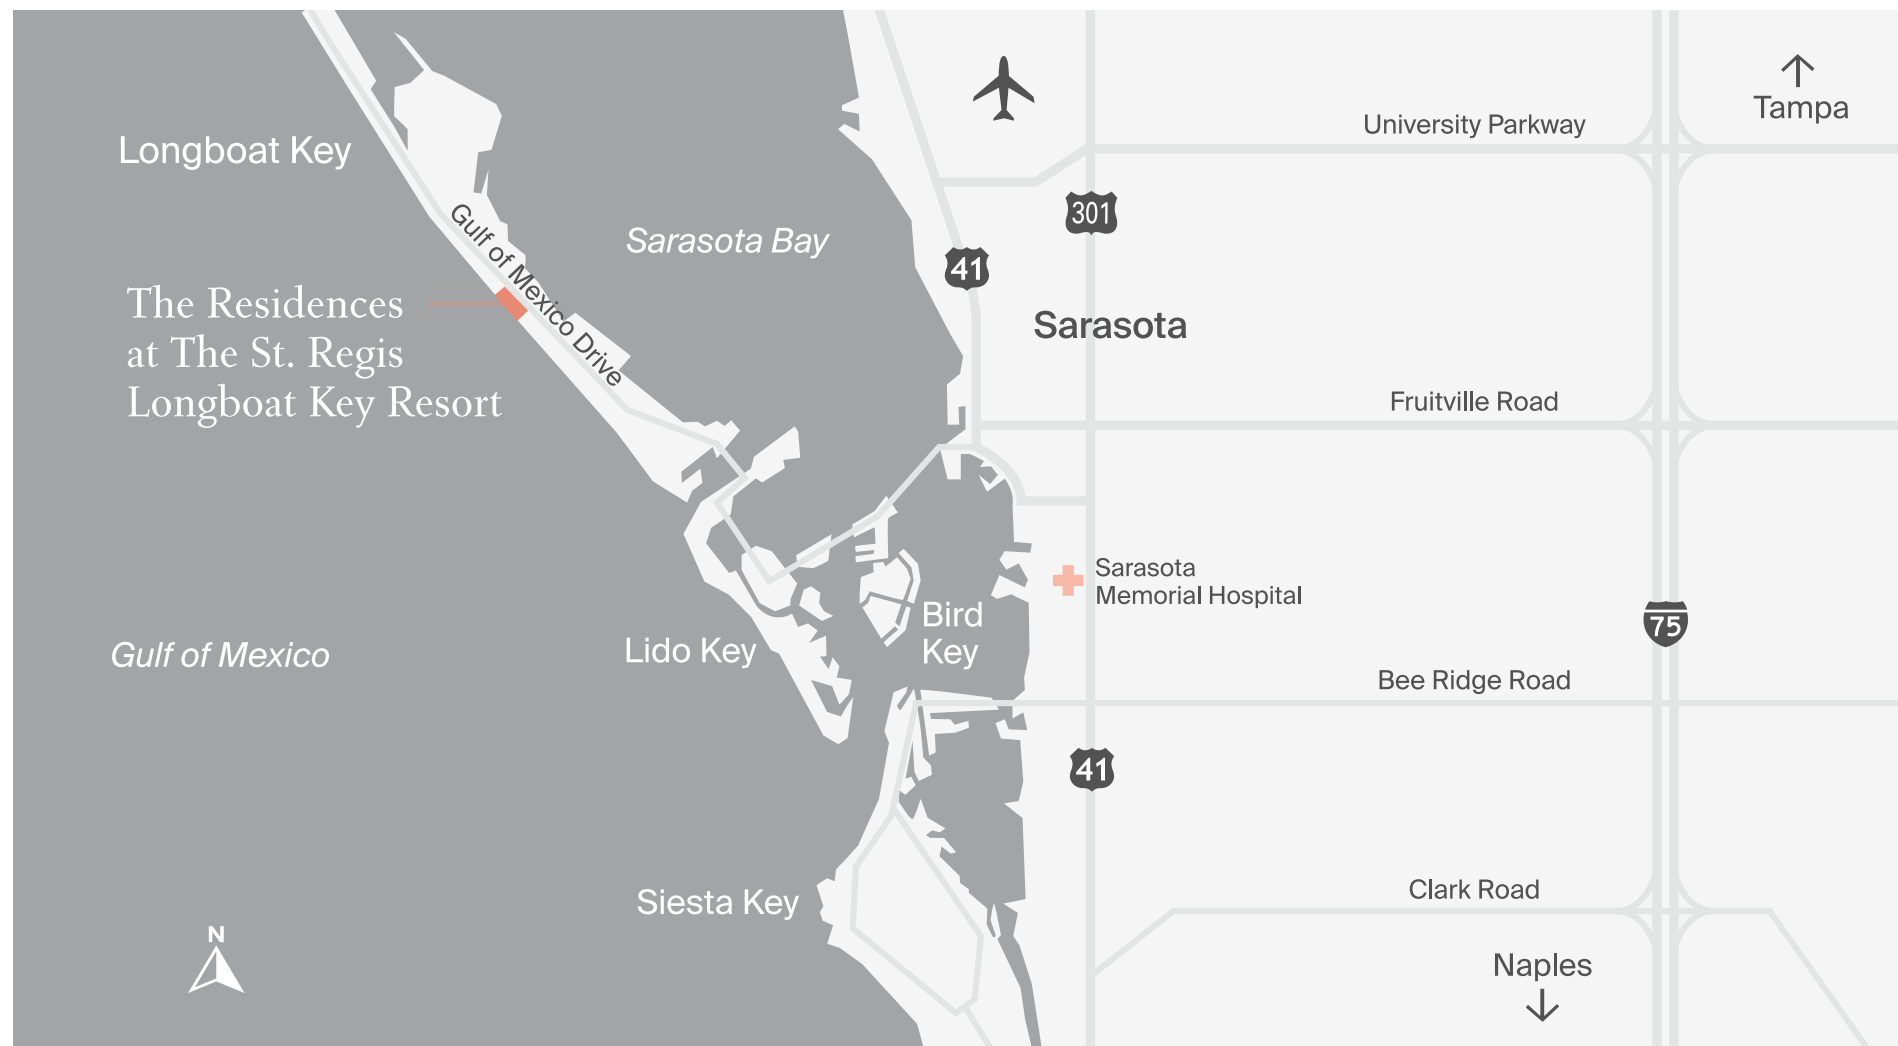 Tampa
University Parkway
Longboat Key
301
Gulf of Mexico Drive
Sarasota Bay
41
The Residences
at The St. Regis
Longboat Key Resort
Sarasota
Fruitville Road
Sarasota
Memorial Hospital
Bird
Key
75
Lido Key
Gulf of Mexico
Bee Ridge Road
41
Clark Road
Siesta Key
N
Naples